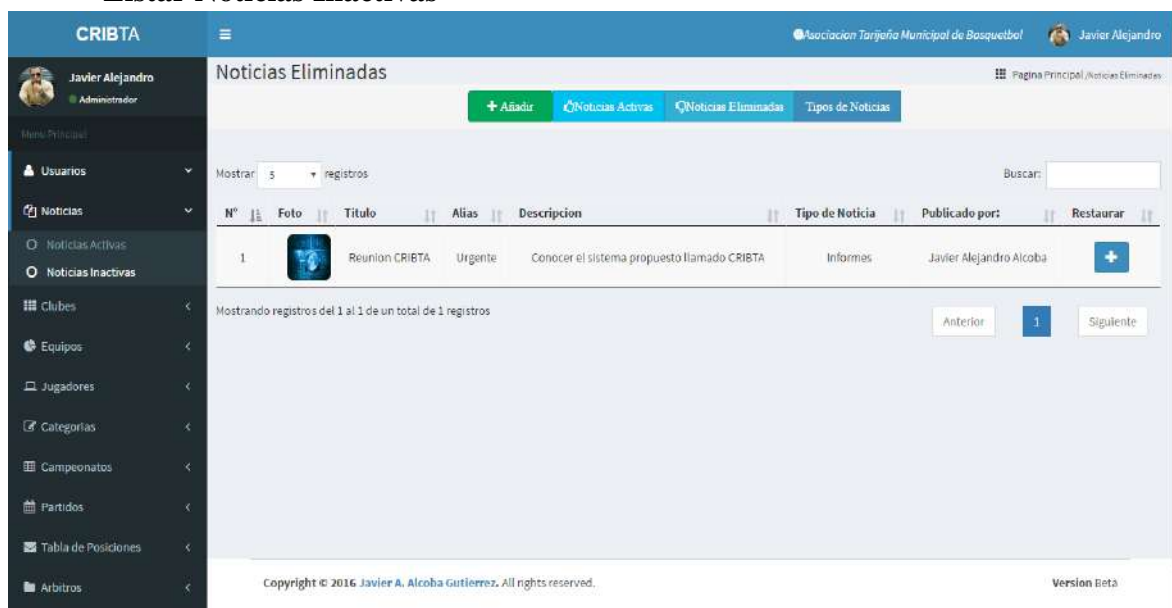 Listar Noticias Inactivas
CRIBTA
Asociacion Tarijeña Municipal de Basquetbol
Javier Alejandro
Javier Alejandro
Administrador
Menu Principal
Usuarios
Noticias
Noticias Activas
Noticias Inactivas
Clubes
Equipos
Jugadores
Categorias
Campeonatos
Partidos
Tabla de Posiciones
Arbitros
Noticias Eliminadas
Pagina Principal /Noticias Eliminadas
+ Añadir Noticias Activas Noticias Eliminadas Tipos de Noticias
Mostrar 5 registros
Buscar:
N° Foto Titulo Alias Descripcion Tipo de Noticia Publicado por: Restaurar
1 Reunion CRIBTA Urgente Conocer el sistema propuesto llamado CRIBTA Informes Javier Alejandro Alcoba
Mostrando registros del 1 al 1 de un total de 1 registros
Anterior 1 Siguiente
Copyright © 2016 Javier A. Alcoba Gutierrez. All rights reserved.
Version Beta